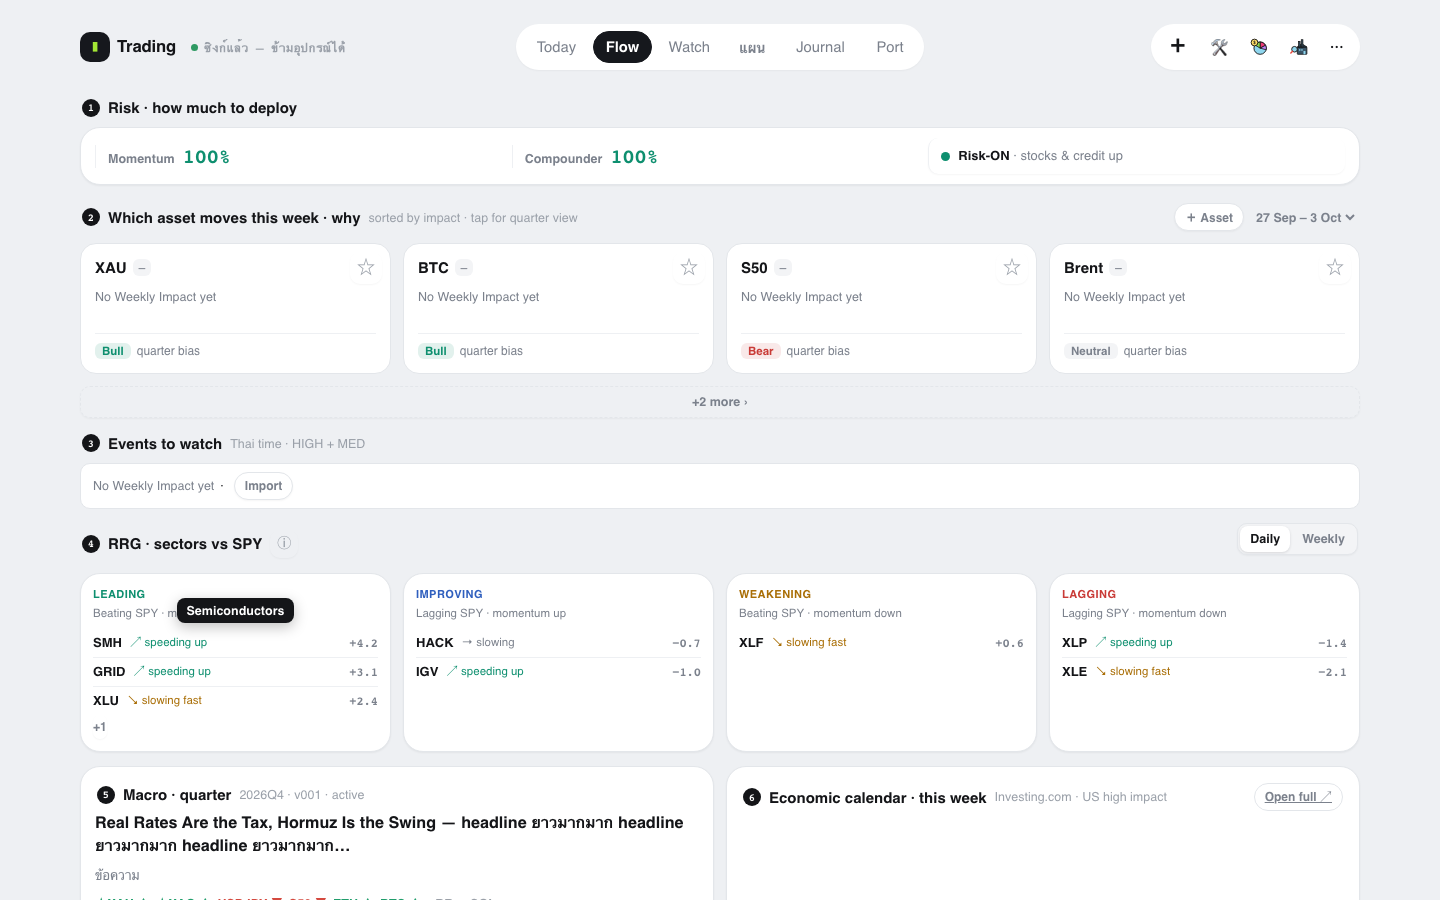 Trading
ซิงก์แล้ว — ข้ามอุปกรณ์ได้
Today
Flow
Watch
แผน
Journal
Port
1 Risk · how much to deploy
Momentum 100%
Compounder 100%
Risk-ON · stocks & credit up
2 Which asset moves this week · why sorted by impact · tap for quarter view
+ Asset
27 Sep – 3 Oct
XAU –
No Weekly Impact yet
Bull quarter bias
BTC –
No Weekly Impact yet
Bull quarter bias
S50 –
No Weekly Impact yet
Bear quarter bias
Brent –
No Weekly Impact yet
Neutral quarter bias
+2 more ›
3 Events to watch Thai time · HIGH + MED
No Weekly Impact yet · Import
4 RRG · sectors vs SPY
Daily
Weekly
LEADING
Beating SPY · m
Semiconductors
SMH ↗ speeding up +4.2
GRID ↗ speeding up +3.1
XLU ↘ slowing fast +2.4
+1
IMPROVING
Lagging SPY · momentum up
HACK → slowing −0.7
IGV ↗ speeding up −1.0
WEAKENING
Beating SPY · momentum down
XLF ↘ slowing fast +0.6
LAGGING
Lagging SPY · momentum down
XLP ↗ speeding up −1.4
XLE ↘ slowing fast −2.1
5 Macro · quarter 2026Q4 · v001 · active
Real Rates Are the Tax, Hormuz Is the Swing — headline ยาวมากมาก headline
ยาวมากมาก headline ยาวมากมาก…
ข้อความ
6 Economic calendar · this week Investing.com · US high impact
Open full ↗